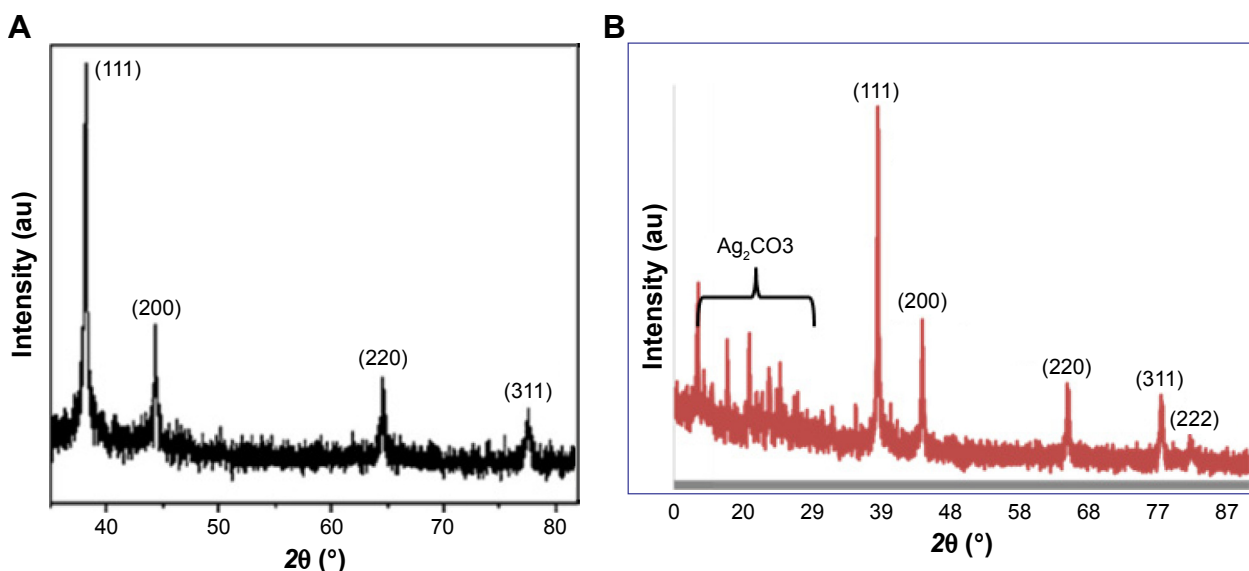 A
(111)
(200)
(220)
(311)
Intensity (au)
40 50 60 70 80
2θ (°)
B
(111)
Ag₂CO3
(200)
(220)
(311)
(222)
Intensity (au)
0 20 29 39 48 58 68 77 87
2θ (°)